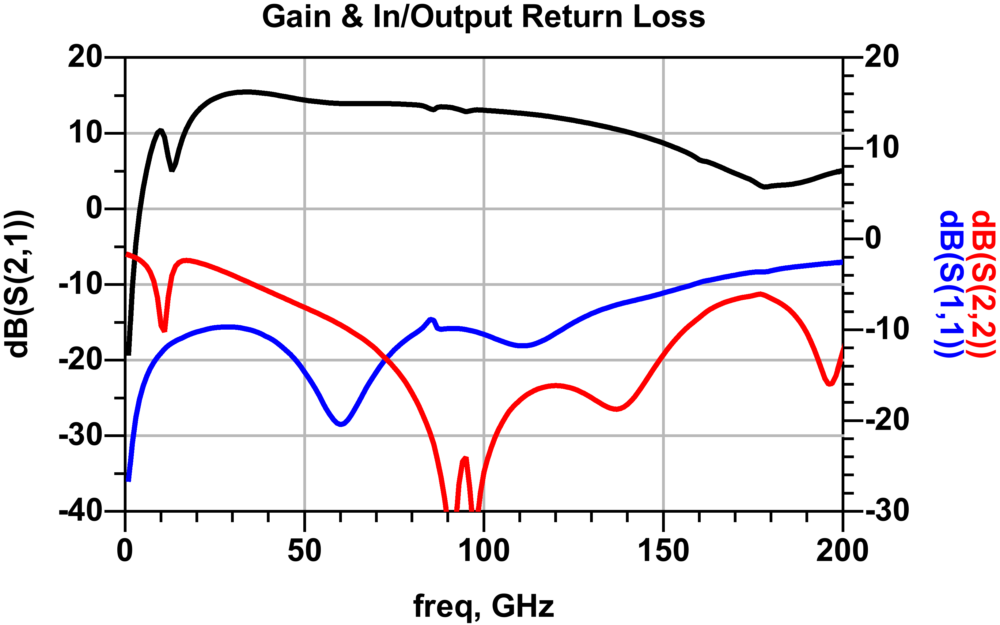 Gain & In/Output Return Loss
20
10
0
-10
-20
-30
-40
dB(S(2,1))
20
10
0
-10
-20
-30
dB(S(2,2))
dB(S(1,1))
0 50 100 150 200
freq, GHz